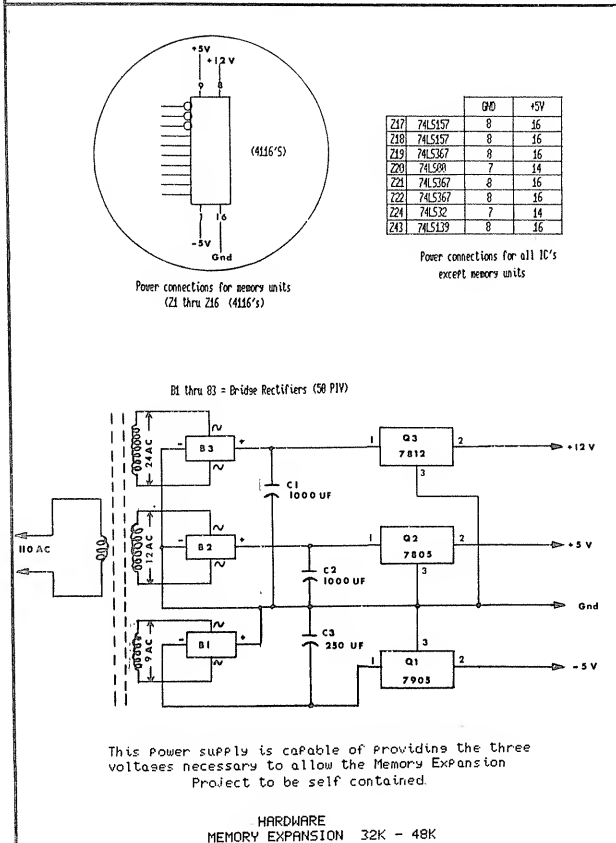 +5V
+12V
9 8
(4116'S)
1 16
-5V
Gnd
Power connections for memory units
(Z1 thru Z16 (4116's)
GND +5V
Z17 74LS157 8 16
Z18 74LS157 8 16
Z19 74LS367 8 16
Z20 74LS00 7 14
Z21 74LS367 8 16
Z22 74LS367 8 16
Z24 74LS32 7 14
Z43 74LS139 8 16
Power connections for all IC's
except memory units
B1 thru B3 = Bridge Rectifiers (50 PIV)
110 AC
24 AC
~
- B3 +
~
C1
1000 UF
1 Q3 2
7812
3
+12 V
12 AC
~
- B2 +
~
C2
1000 UF
1 Q2 2
7805
3
+5 V
Gnd
9 AC
~
- B1 +
~
C3
250 UF
3
1 Q1 2
7905
-5 V
This power supply is capable of providing the three
voltages necessary to allow the Memory Expansion
Project to be self contained.
HARDWARE
MEMORY EXPANSION 32K - 48K